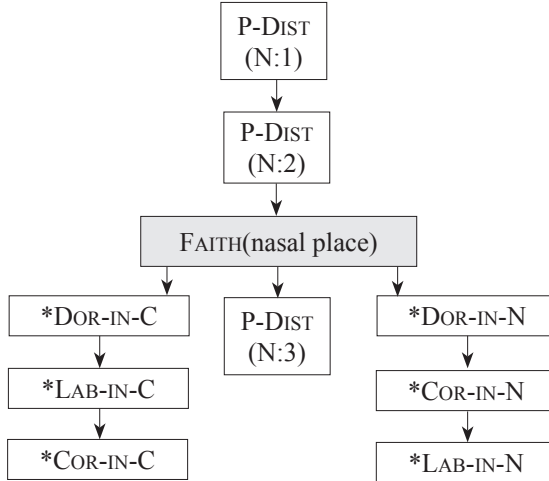 P-DIST
(N:1)
P-DIST
(N:2)
FAITH(nasal place)
*DOR-IN-C
P-DIST
(N:3)
*DOR-IN-N
*LAB-IN-C
*COR-IN-N
*COR-IN-C
*LAB-IN-N